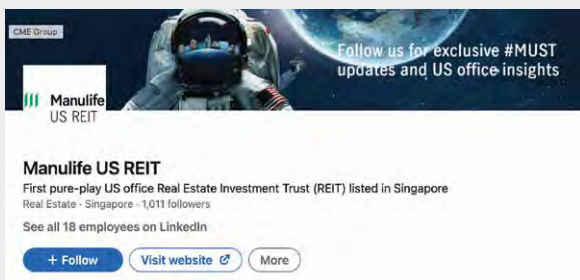 CME Group
Follow us for exclusive #MUST
updates and US office insights
Manulife
US REIT
Manulife US REIT
First pure-play US office Real Estate Investment Trust (REIT) listed in Singapore
Real Estate · Singapore · 1,011 followers
See all 18 employees on LinkedIn
+ Follow
Visit website
More